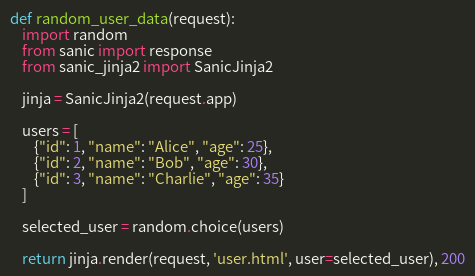 def random_user_data(request):
    import random
    from sanic import response
    from sanic_jinja2 import SanicJinja2

    jinja = SanicJinja2(request.app)

    users = [
        {"id": 1, "name": "Alice", "age": 25},
        {"id": 2, "name": "Bob", "age": 30},
        {"id": 3, "name": "Charlie", "age": 35}
    ]

    selected_user = random.choice(users)

    return jinja.render(request, 'user.html', user=selected_user), 200